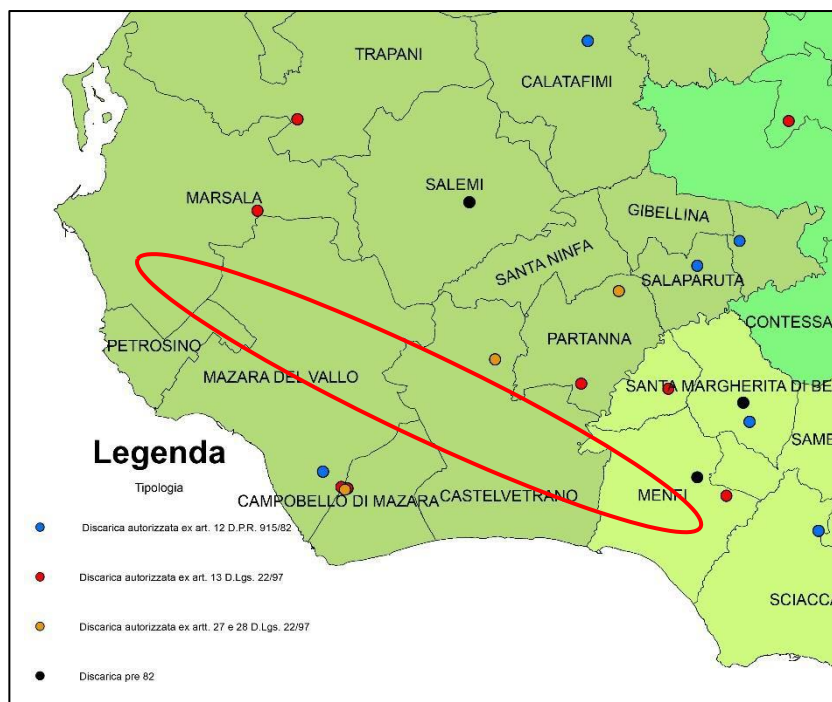 TRAPANI
CALATAFIMI
SALEMI
MARSALA
GIBELLINA
SANTA NINFA
SALAPARUTA
CONTESSA
PARTANNA
PETROSINO
MAZARA DEL VALLO
SANTA MARGHERITA DI BE
SAMB
Legenda
Tipologia
CAMPOBELLO DI MAZARA
CASTELVETRANO
MENFI
Discarica autorizzata ex art. 12 D.P.R. 915/82
Discarica autorizzata ex art. 13 D.Lgs. 22/97
SCIACCA
Discarica autorizzata ex artt. 27 e 28 D.Lgs. 22/97
Discarica pre 82